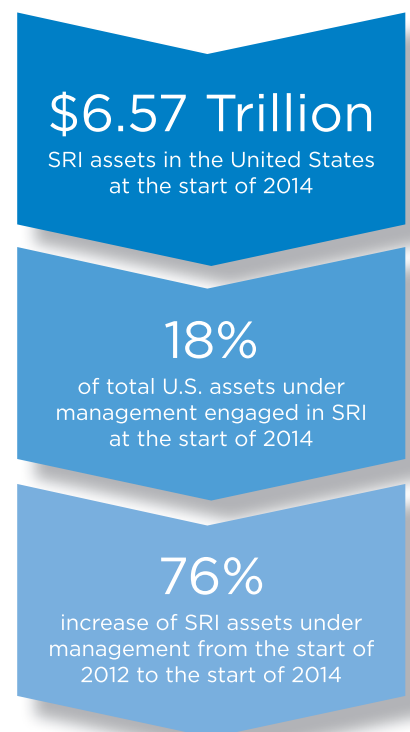 $6.57 Trillion
SRI assets in the United States
at the start of 2014
18%
of total U.S. assets under
management engaged in SRI
at the start of 2014
76%
increase of SRI assets under
management from the start of
2012 to the start of 2014